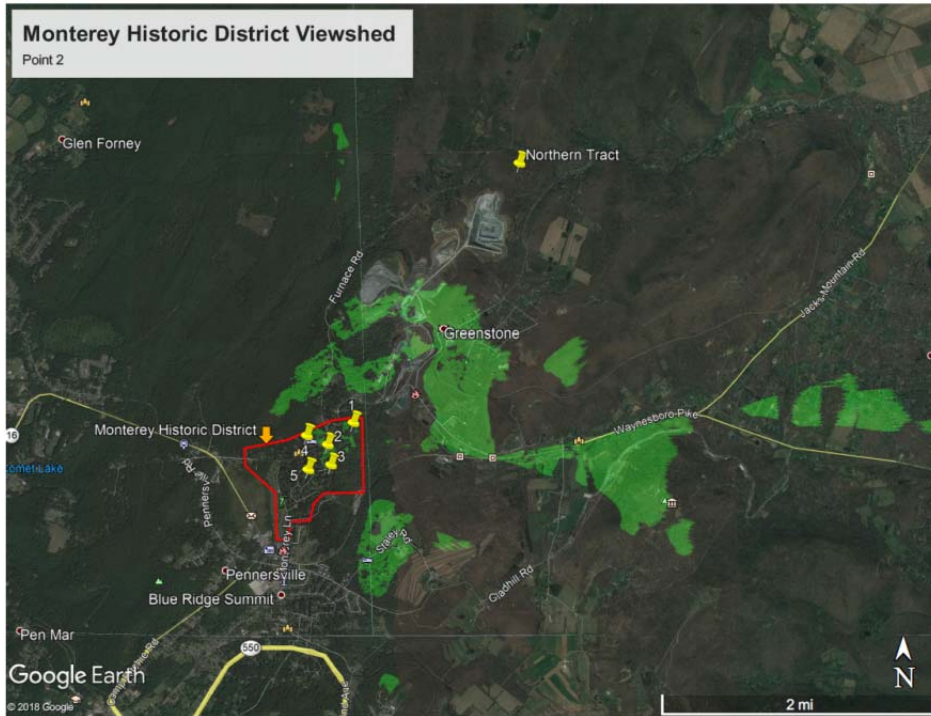 Monterey Historic District Viewshed
Point 2
Glen Forney
Northern Tract
Furnace Rd
Jacks Mountain Rd
Greenstone
1
Waynesboro Pike
16
Monterey Historic District
2
4
3
5
Pennersville
Staley Rd
Gladhill Rd
Blue Ridge Summit
Pen Mar
550
Google Earth
© 2018 Google
N
2 mi